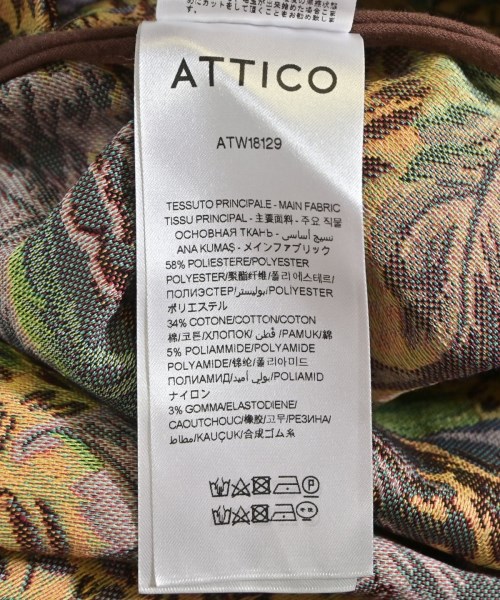 ATTICO
ATW18129
TESSUTO PRINCIPALE - MAIN FABRIC
TISSU PRINCIPAL - 主要面料 - 주요 직물
ОСНОВНАЯ ТКАНЬ - نسيج أساسي
ANA KUMAŞ - メインファブリック
58% POLIESTERE/POLYESTER
POLYESTER/聚酯纤维/폴리에스테르/
ПОЛИЭСТЕР/بوليستر/POLİYESTER
ポリエステル
34% COTONE/COTTON/COTON
棉/코튼/ХЛОПОК/قطن/PAMUK/綿
5% POLIAMMIDE/POLYAMIDE
POLYAMIDE/锦纶/폴리아미드
ПОЛИАМИД/بولي أميد/POLIAMID
ナイロン
3% GOMMA/ELASTODIENE/
CAOUTCHOUC/橡胶/고무/РЕЗИНА/
مطاط/KAUÇUK/合成ゴム糸